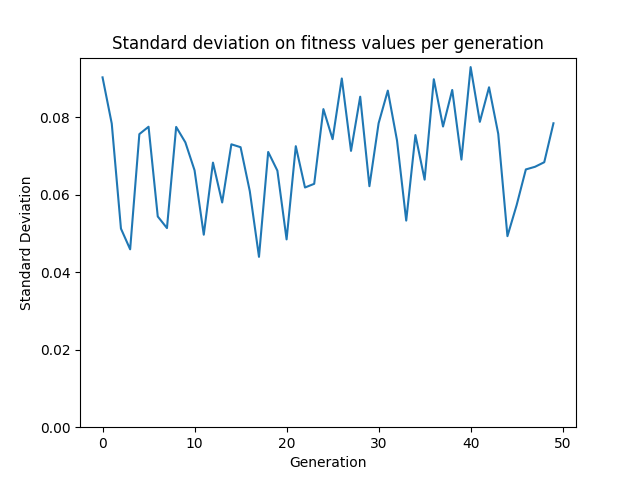 Standard deviation on fitness values per generation
0.08
0.06
0.04
0.02
0.00
Standard Deviation
0 10 20 30 40 50
Generation